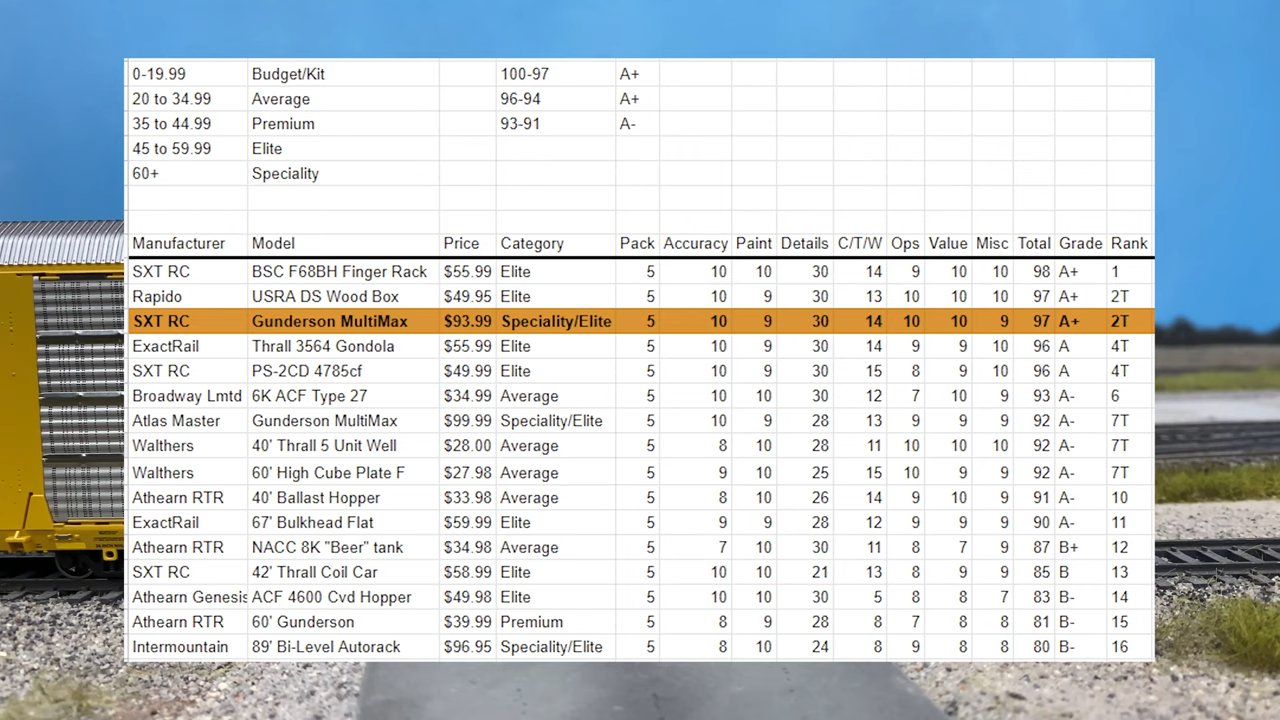 0-19.99 Budget/Kit 100-97 A+
20 to 34.99 Average 96-94 A+
35 to 44.99 Premium 93-91 A-
45 to 59.99 Elite
60+ Speciality
Manufacturer Model Price Category Pack Accuracy Paint Details C/T/W Ops Value Misc Total Grade Rank
SXT RC BSC F68BH Finger Rack $55.99 Elite 5 10 10 30 14 9 10 10 98 A+ 1
Rapido USRA DS Wood Box $49.95 Elite 5 10 9 30 13 10 10 10 97 A+ 2T
SXT RC Gunderson MultiMax $93.99 Speciality/Elite 5 10 9 30 14 10 10 9 97 A+ 2T
ExactRail Thrall 3564 Gondola $55.99 Elite 5 10 9 30 14 9 9 10 96 A 4T
SXT RC PS-2CD 4785cf $49.99 Elite 5 10 9 30 15 8 9 10 96 A 4T
Broadway Lmtd 6K ACF Type 27 $34.99 Average 5 10 10 30 12 7 10 9 93 A- 6
Atlas Master Gunderson MultiMax $99.99 Speciality/Elite 5 10 9 28 13 9 9 9 92 A- 7T
Walthers 40' Thrall 5 Unit Well $28.00 Average 5 8 10 28 11 10 10 10 92 A- 7T
Walthers 60' High Cube Plate F $27.98 Average 5 9 10 25 15 10 9 9 92 A- 7T
Athearn RTR 40' Ballast Hopper $33.98 Average 5 8 10 26 14 9 10 9 91 A- 10
ExactRail 67' Bulkhead Flat $59.99 Elite 5 9 9 28 12 9 9 9 90 A- 11
Athearn RTR NACC 8K "Beer" tank $34.98 Average 5 7 10 30 11 8 7 9 87 B+ 12
SXT RC 42' Thrall Coil Car $58.99 Elite 5 10 10 21 13 8 9 9 85 B 13
Athearn Genesis ACF 4600 Cvd Hopper $49.98 Elite 5 10 10 30 5 8 8 7 83 B- 14
Athearn RTR 60' Gunderson $39.99 Premium 5 8 9 28 8 7 8 8 81 B- 15
Intermountain 89' Bi-Level Autorack $96.95 Speciality/Elite 5 8 10 24 8 9 8 8 80 B- 16